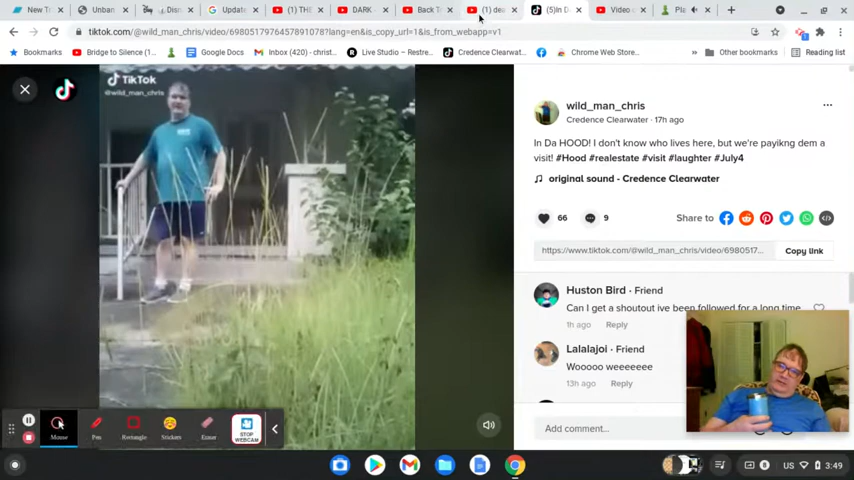 New T
Unban
Disn
Update
(1) THE
DARK
Back T
(1) dea
(5)In D
Video
Pla
tiktok.com/@wild_man_chris/video/6980517976457891078?lang=en&is_copy_url=1&is_from_webapp=v1
Bookmarks
Bridge to Silence (1...
Google Docs
Inbox (420) - christ...
Live Studio – Restre...
Credence Clearwat...
Chrome Web Store...
Other bookmarks
Reading list
TikTok
@wild_man_chris
wild_man_chris
Credence Clearwater · 17h ago
In Da HOOD! I don't know who lives here, but we're payikng dem a
visit! #Hood #realestate #visit #laughter #July4
original sound - Credence Clearwater
66
9
Share to
https://www.tiktok.com/@wild_man_chris/video/6980517...
Copy link
Huston Bird · Friend
Can I get a shoutout ive been followed for a long time
1h ago Reply
Lalalajoi · Friend
Wooooo weeeeeee
13h ago Reply
Add comment...
Mouse
Pen
Rectangle
Stickers
Eraser
STOP
WEBCAM
US
3:49